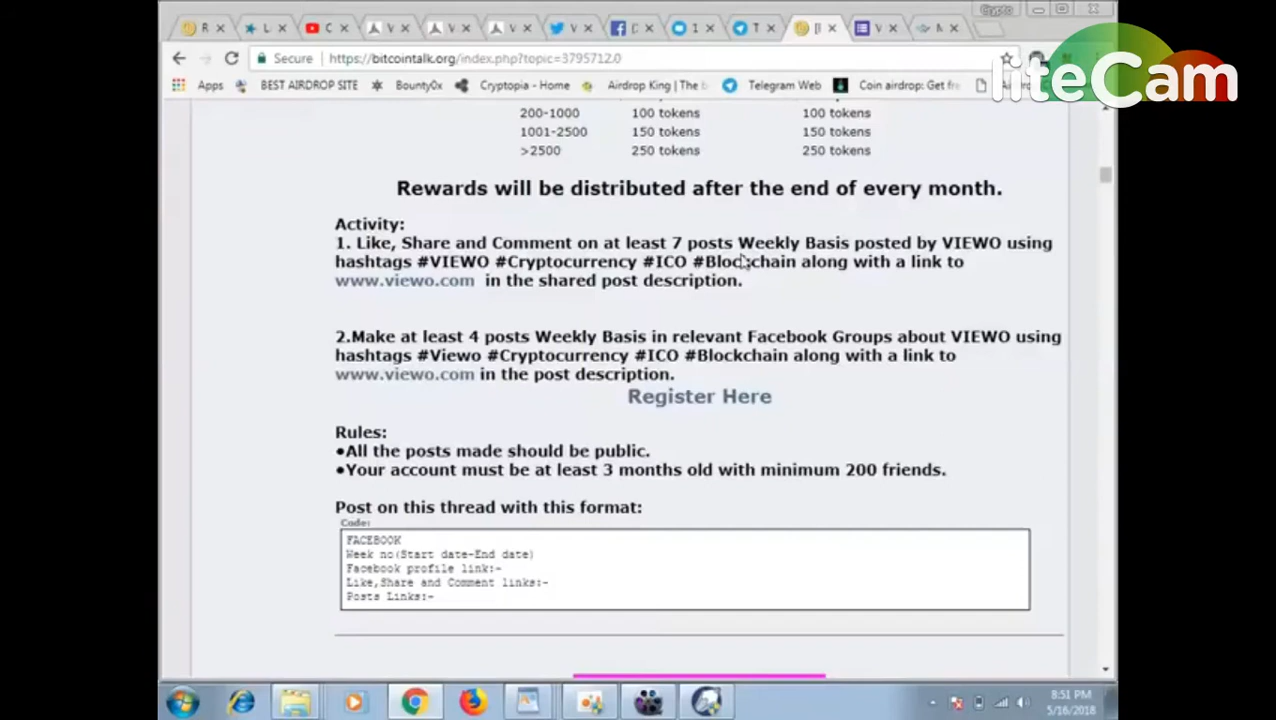 Crypto
R
L
C
V
V
V
V
D
1
T
[
V
M
liteCam
Secure
https://bitcointalk.org/index.php?topic=3795712.0
Apps
BEST AIRDROP SITE
Bounty0x
Cryptopia - Home
Airdrop King | The b
Telegram Web
Coin airdrop: Get fre
200-1000 100 tokens 100 tokens
1001-2500 150 tokens 150 tokens
>2500 250 tokens 250 tokens
Rewards will be distributed after the end of every month.
Activity:
1. Like, Share and Comment on at least 7 posts Weekly Basis posted by VIEWO using
hashtags #VIEWO #Cryptocurrency #ICO #Blockchain along with a link to
www.viewo.com in the shared post description.
2.Make at least 4 posts Weekly Basis in relevant Facebook Groups about VIEWO using
hashtags #Viewo #Cryptocurrency #ICO #Blockchain along with a link to
www.viewo.com in the post description.
Register Here
Rules:
•All the posts made should be public.
•Your account must be at least 3 months old with minimum 200 friends.
Post on this thread with this format:
Code:
FACEBOOK
Week no(Start date-End date)
Facebook profile link:-
Like,Share and Comment links:-
Posts Links:-
8:51 PM
5/16/2018